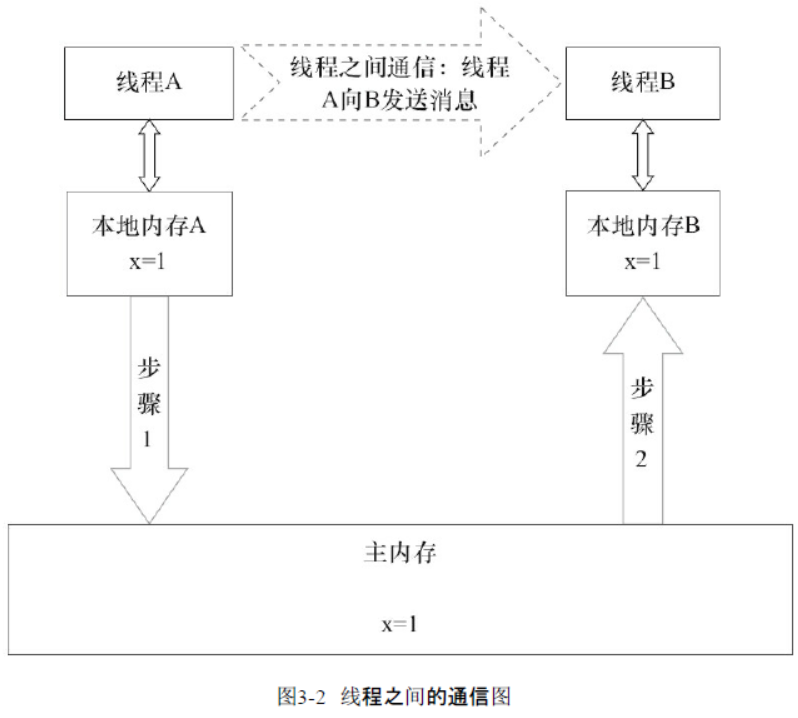 线程A
线程之间通信：线程
A向B发送消息
线程B
本地内存A
x=1
本地内存B
x=1
步
骤
1
步
骤
2
主内存
x=1
图3-2 线程之间的通信图